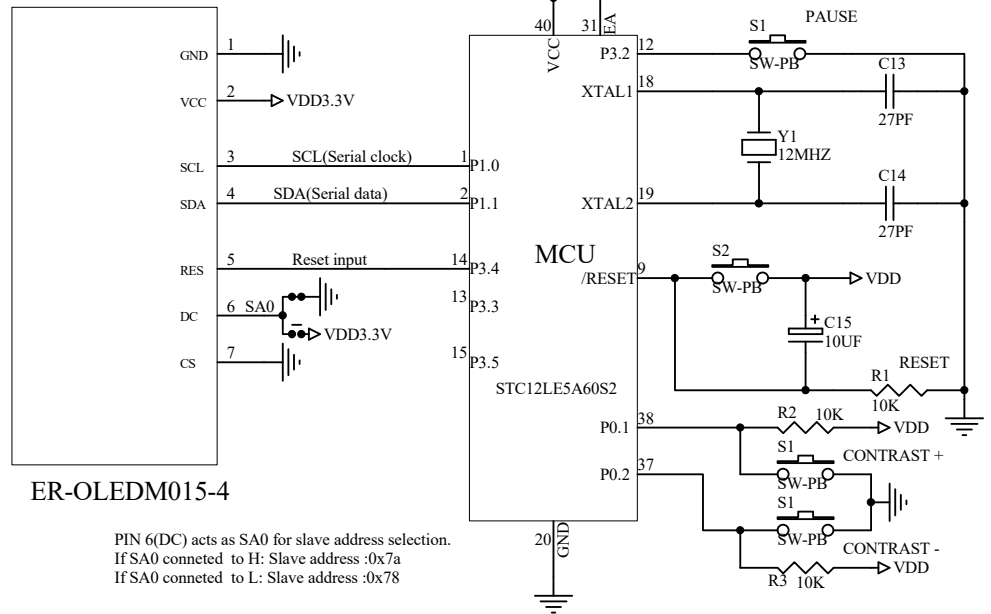 GND 1
VCC 2 VDD3.3V
SCL 3 SCL(Serial clock) 1 P1.0
SDA 4 SDA(Serial data) 2 P1.1
RES 5 Reset input 14 P3.4
DC 6 SA0
13 P3.3
VDD3.3V
CS 7
15 P3.5
ER-OLEDM015-4
40 VCC
31 EA
MCU
STC12LE5A60S2
20 GND
P3.2 12
S1
SW-PB
PAUSE
XTAL1 18
C13
27PF
Y1
12MHZ
XTAL2 19
C14
27PF
/RESET 9
S2
SW-PB
VDD
+ C15
10UF
RESET
R1
10K
P0.1 38
R2 10K
VDD
S1
SW-PB
CONTRAST +
P0.2 37
S1
SW-PB
CONTRAST -
R3 10K
VDD
PIN 6(DC) acts as SA0 for slave address selection.
If SA0 conneted to H: Slave address :0x7a
If SA0 conneted to L: Slave address :0x78